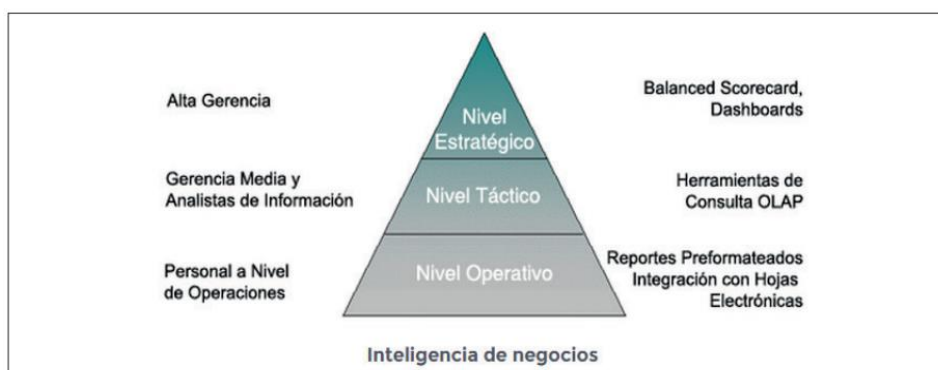 Alta Gerencia
Nivel
Estratégico
Balanced Scorecard,
Dashboards
Gerencia Media y
Analistas de Información
Nivel Táctico
Herramientas de
Consulta OLAP
Personal a Nivel
de Operaciones
Nivel Operativo
Reportes Preformateados
Integración con Hojas
Electrónicas
Inteligencia de negocios